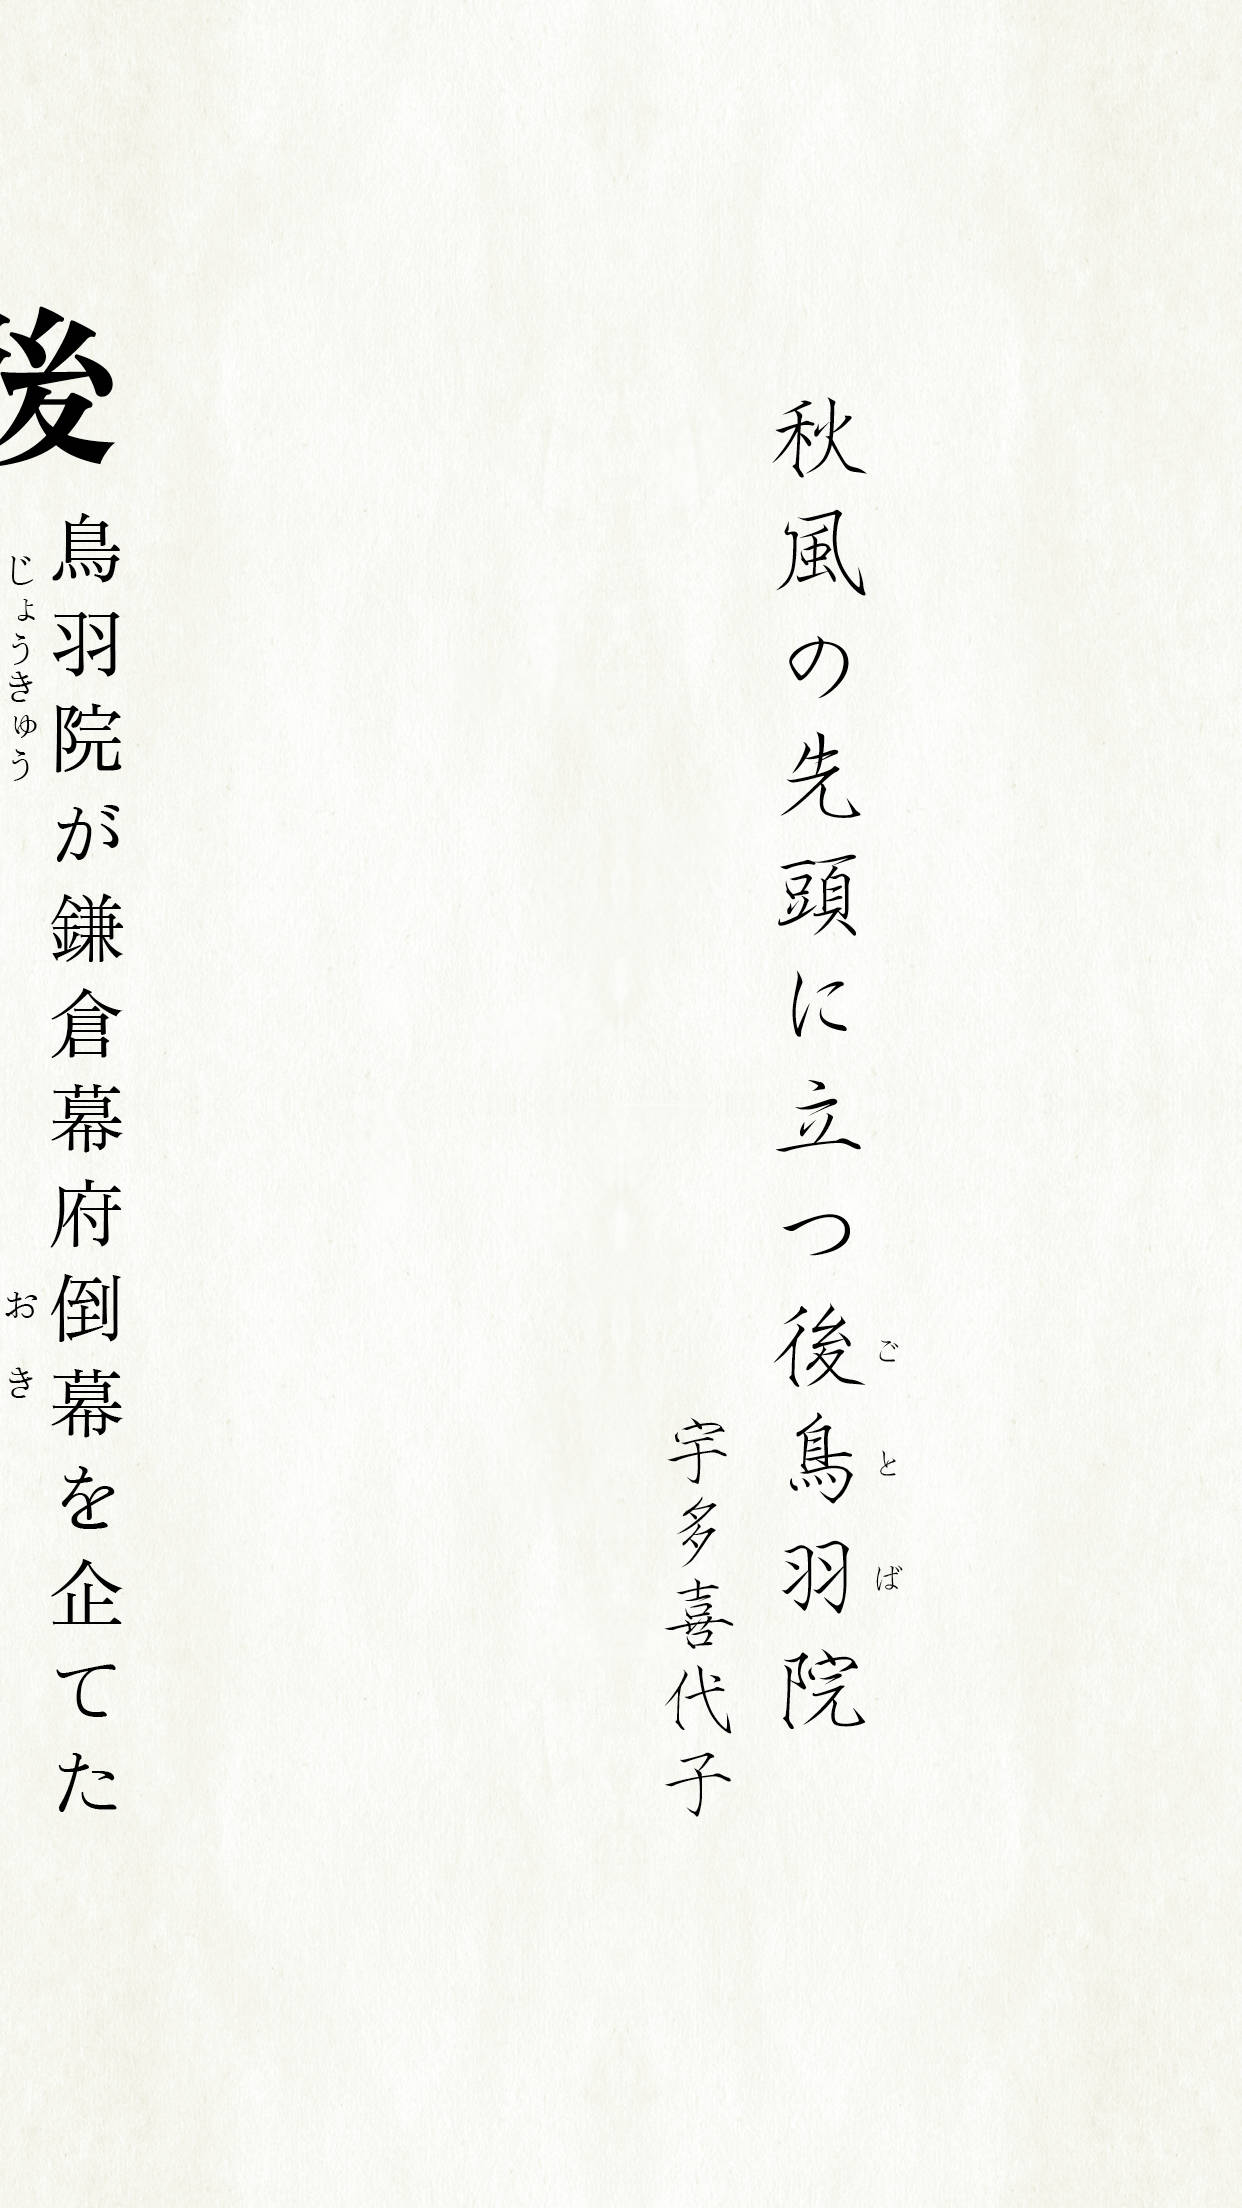 秋風の先頭に立つ後鳥羽院
ごとば
宇多喜代子
後鳥羽院が鎌倉幕府倒幕を企てた
じょうきゅう
おき